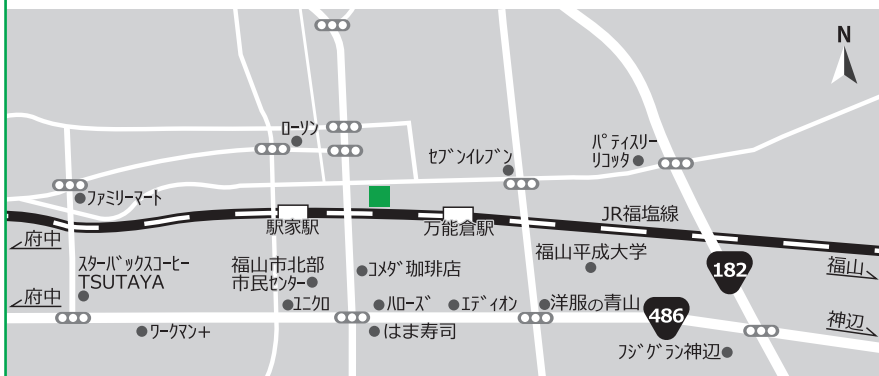 N
ローソン
セブンイレブン
パティスリー
リコッタ
ファミリーマート
駅家駅
万能倉駅
JR福塩線
府中
スターバックスコーヒー
TSUTAYA
福山市北部
市民センター
コメダ珈琲店
福山平成大学
182
福山
府中
ユニクロ
ハローズ
エディオン
洋服の青山
486
神辺
ワークマン+
はま寿司
フジグラン神辺